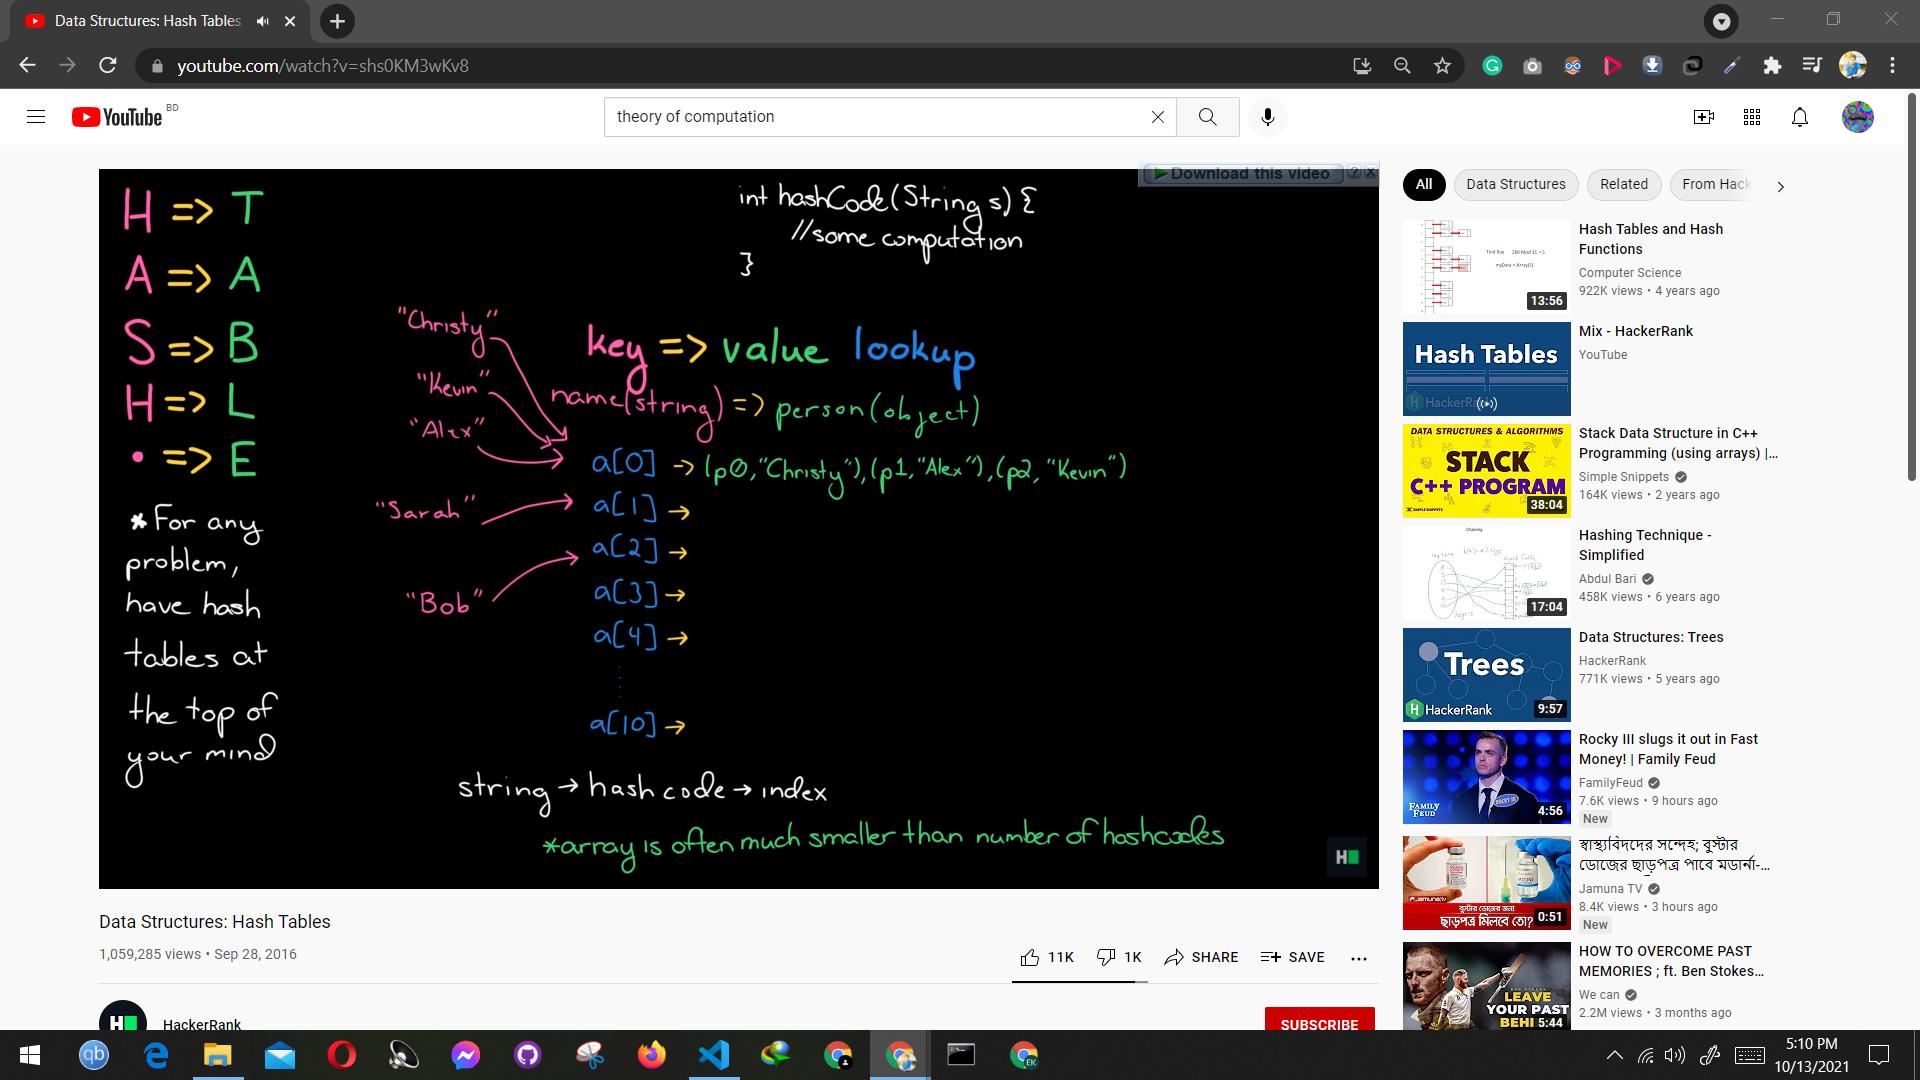 Data Structures: Hash Tables
youtube.com/watch?v=shs0KM3wKv8
YouTube BD
theory of computation
Download this video
H => T
A => A
S => B
H => L
• => E
*For any
problem,
have hash
tables at
the top of
your mind
int hashCode(String s) {
//some computation
}
key => value lookup
name(string) => person(object)
"Christy"
"Kevin"
"Alex"
"Sarah"
"Bob"
a[0] → (p0,"Christy"),(p1,"Alex"),(p2,"Kevin")
a[1] →
a[2] →
a[3] →
a[4] →
a[10] →
string → hash code → index
*array is often much smaller than number of hashcodes
H
Data Structures: Hash Tables
1,059,285 views • Sep 28, 2016
11K
1K
SHARE
SAVE
HackerRank
SUBSCRIBE
All
Data Structures
Related
From Hack
Hash Tables and Hash
Functions
Computer Science
922K views • 4 years ago
13:56
Hash Tables
Mix - HackerRank
YouTube
DATA STRUCTURES & ALGORITHMS
STACK
C++ PROGRAM
38:04
Stack Data Structure in C++
Programming (using arrays) |...
Simple Snippets
164K views • 2 years ago
17:04
Hashing Technique -
Simplified
Abdul Bari
458K views • 6 years ago
Trees
HackerRank
9:57
Data Structures: Trees
HackerRank
771K views • 5 years ago
FAMILY
FEUD
4:56
Rocky III slugs it out in Fast
Money! | Family Feud
FamilyFeud
7.6K views • 9 hours ago
New
বুস্টার ডোজের জন্য
ছাড়পত্র মিলবে তো?
0:51
স্বাস্থ্যবিদদের সন্দেহ; বুস্টার
ডোজের ছাড়পত্র পাবে মডার্না-...
Jamuna TV
8.4K views • 3 hours ago
New
LEAVE
YOUR PAST
BEHI
5:44
HOW TO OVERCOME PAST
MEMORIES ; ft. Ben Stokes...
We can
2.2M views • 3 months ago
qb
EK
5:10 PM
10/13/2021